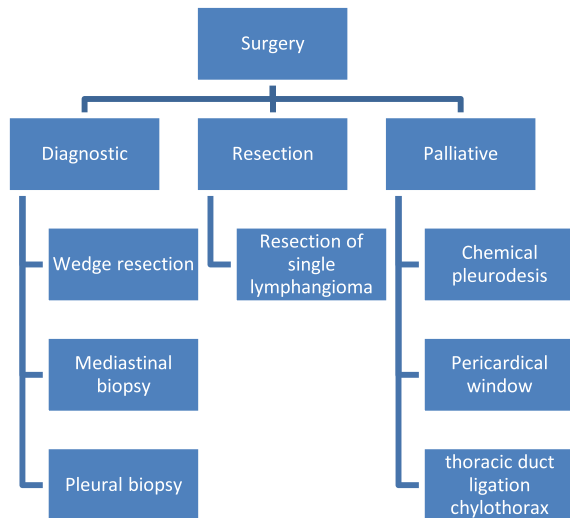 Surgery
Diagnostic
Resection
Palliative
Wedge resection
Resection of
single
lymphangioma
Chemical
pleurodesis
Mediastinal
biopsy
Pericardical
window
Pleural biopsy
thoracic duct
ligation
chylothorax